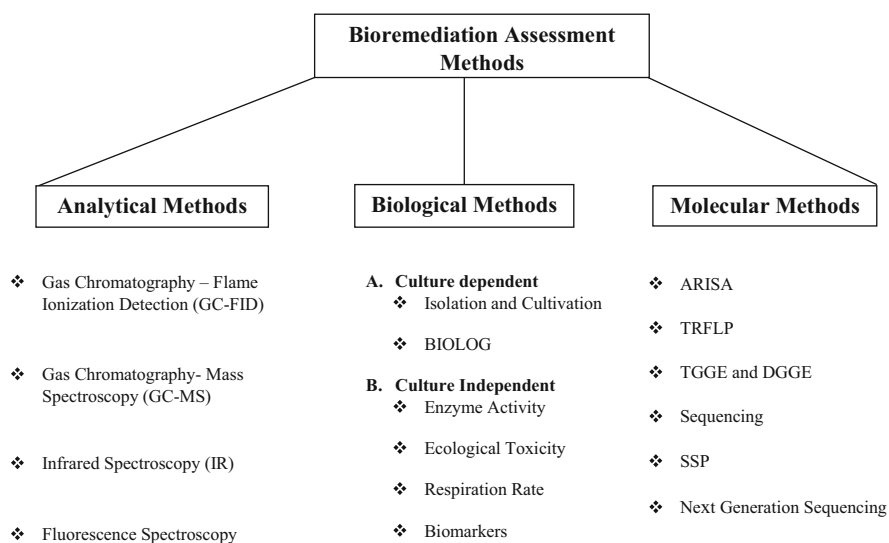 Bioremediation Assessment
Methods
Analytical Methods
❖ Gas Chromatography – Flame
Ionization Detection (GC-FID)
❖ Gas Chromatography- Mass
Spectroscopy (GC-MS)
❖ Infrared Spectroscopy (IR)
❖ Fluorescence Spectroscopy
Biological Methods
A. Culture dependent
❖ Isolation and Cultivation
❖ BIOLOG
B. Culture Independent
❖ Enzyme Activity
❖ Ecological Toxicity
❖ Respiration Rate
❖ Biomarkers
Molecular Methods
❖ ARISA
❖ TRFLP
❖ TGGE and DGGE
❖ Sequencing
❖ SSP
❖ Next Generation Sequencing